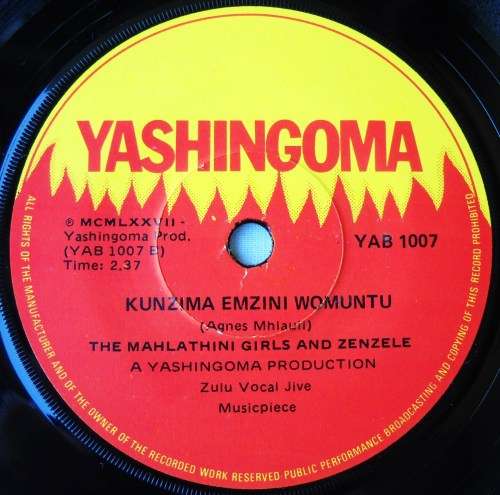 YASHINGOMA
℗ MCMLXXVII -
Yashingoma Prod.
(YAB 1007 B)
Time: 2.37
YAB 1007
KUNZIMA EMZINI WOMUNTU
(Agnes Mhlauli)
THE MAHLATHINI GIRLS AND ZENZELE
A YASHINGOMA PRODUCTION
Zulu Vocal Jive
Musicpiece
ALL RIGHTS OF THE MANUFACTURER AND OF THE OWNER OF THE RECORDED WORK RESERVED PUBLIC PERFORMANCE BROADCASTING AND COPYING OF THIS RECORD PROHIBITED